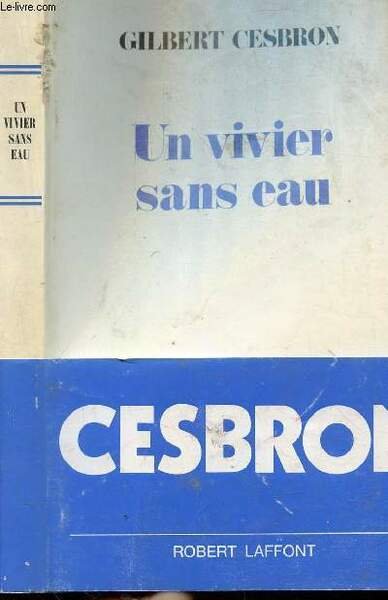 Le-livre.com
UN
VIVIER
SANS
EAU
GILBERT CESBRON
Un vivier
sans eau
CESBRON
ROBERT LAFFONT